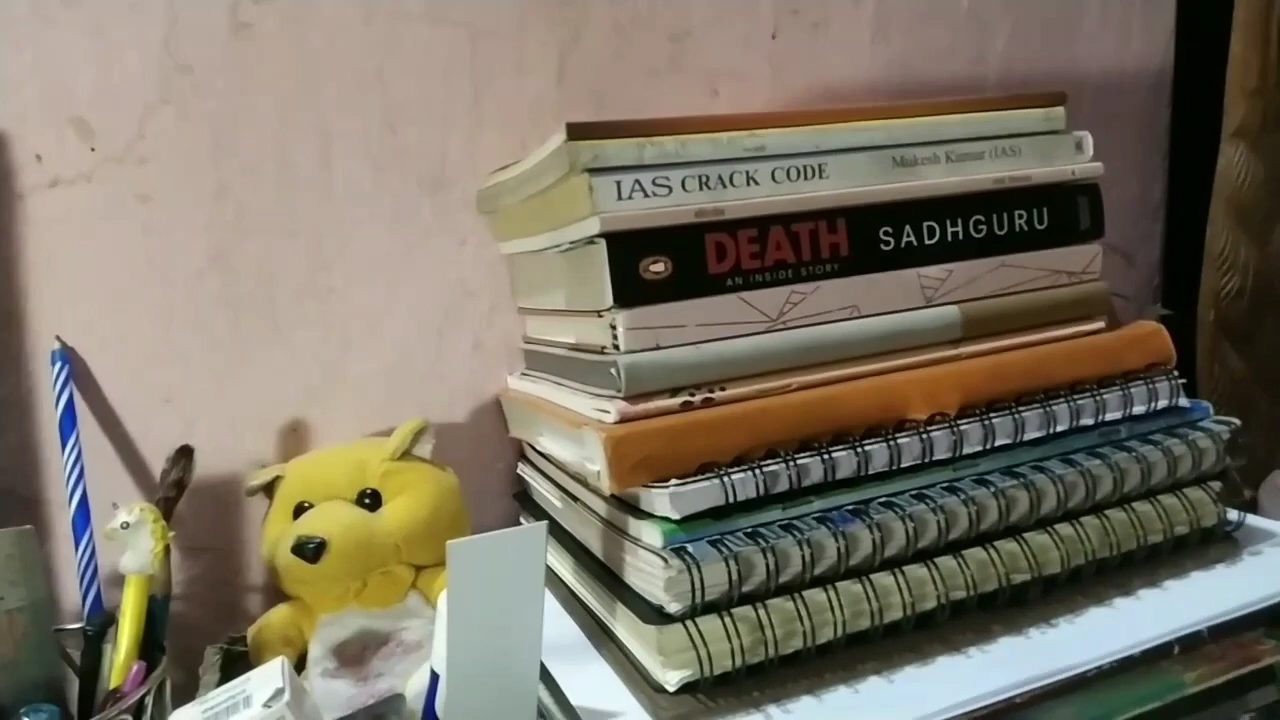 IAS CRACK CODE Mukesh Kumar (IAS)
DEATH SADHGURU
AN INSIDE STORY